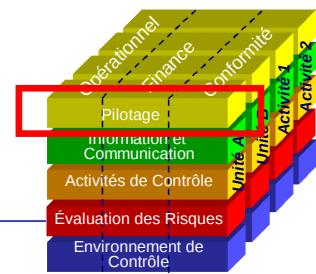 Opérationnel
Finance
Conformité
Pilotage
Information et
Communication
Activités de Contrôle
Évaluation des Risques
Environnement de
Contrôle
Unité A
Unité B
Activité 1
Activité 2